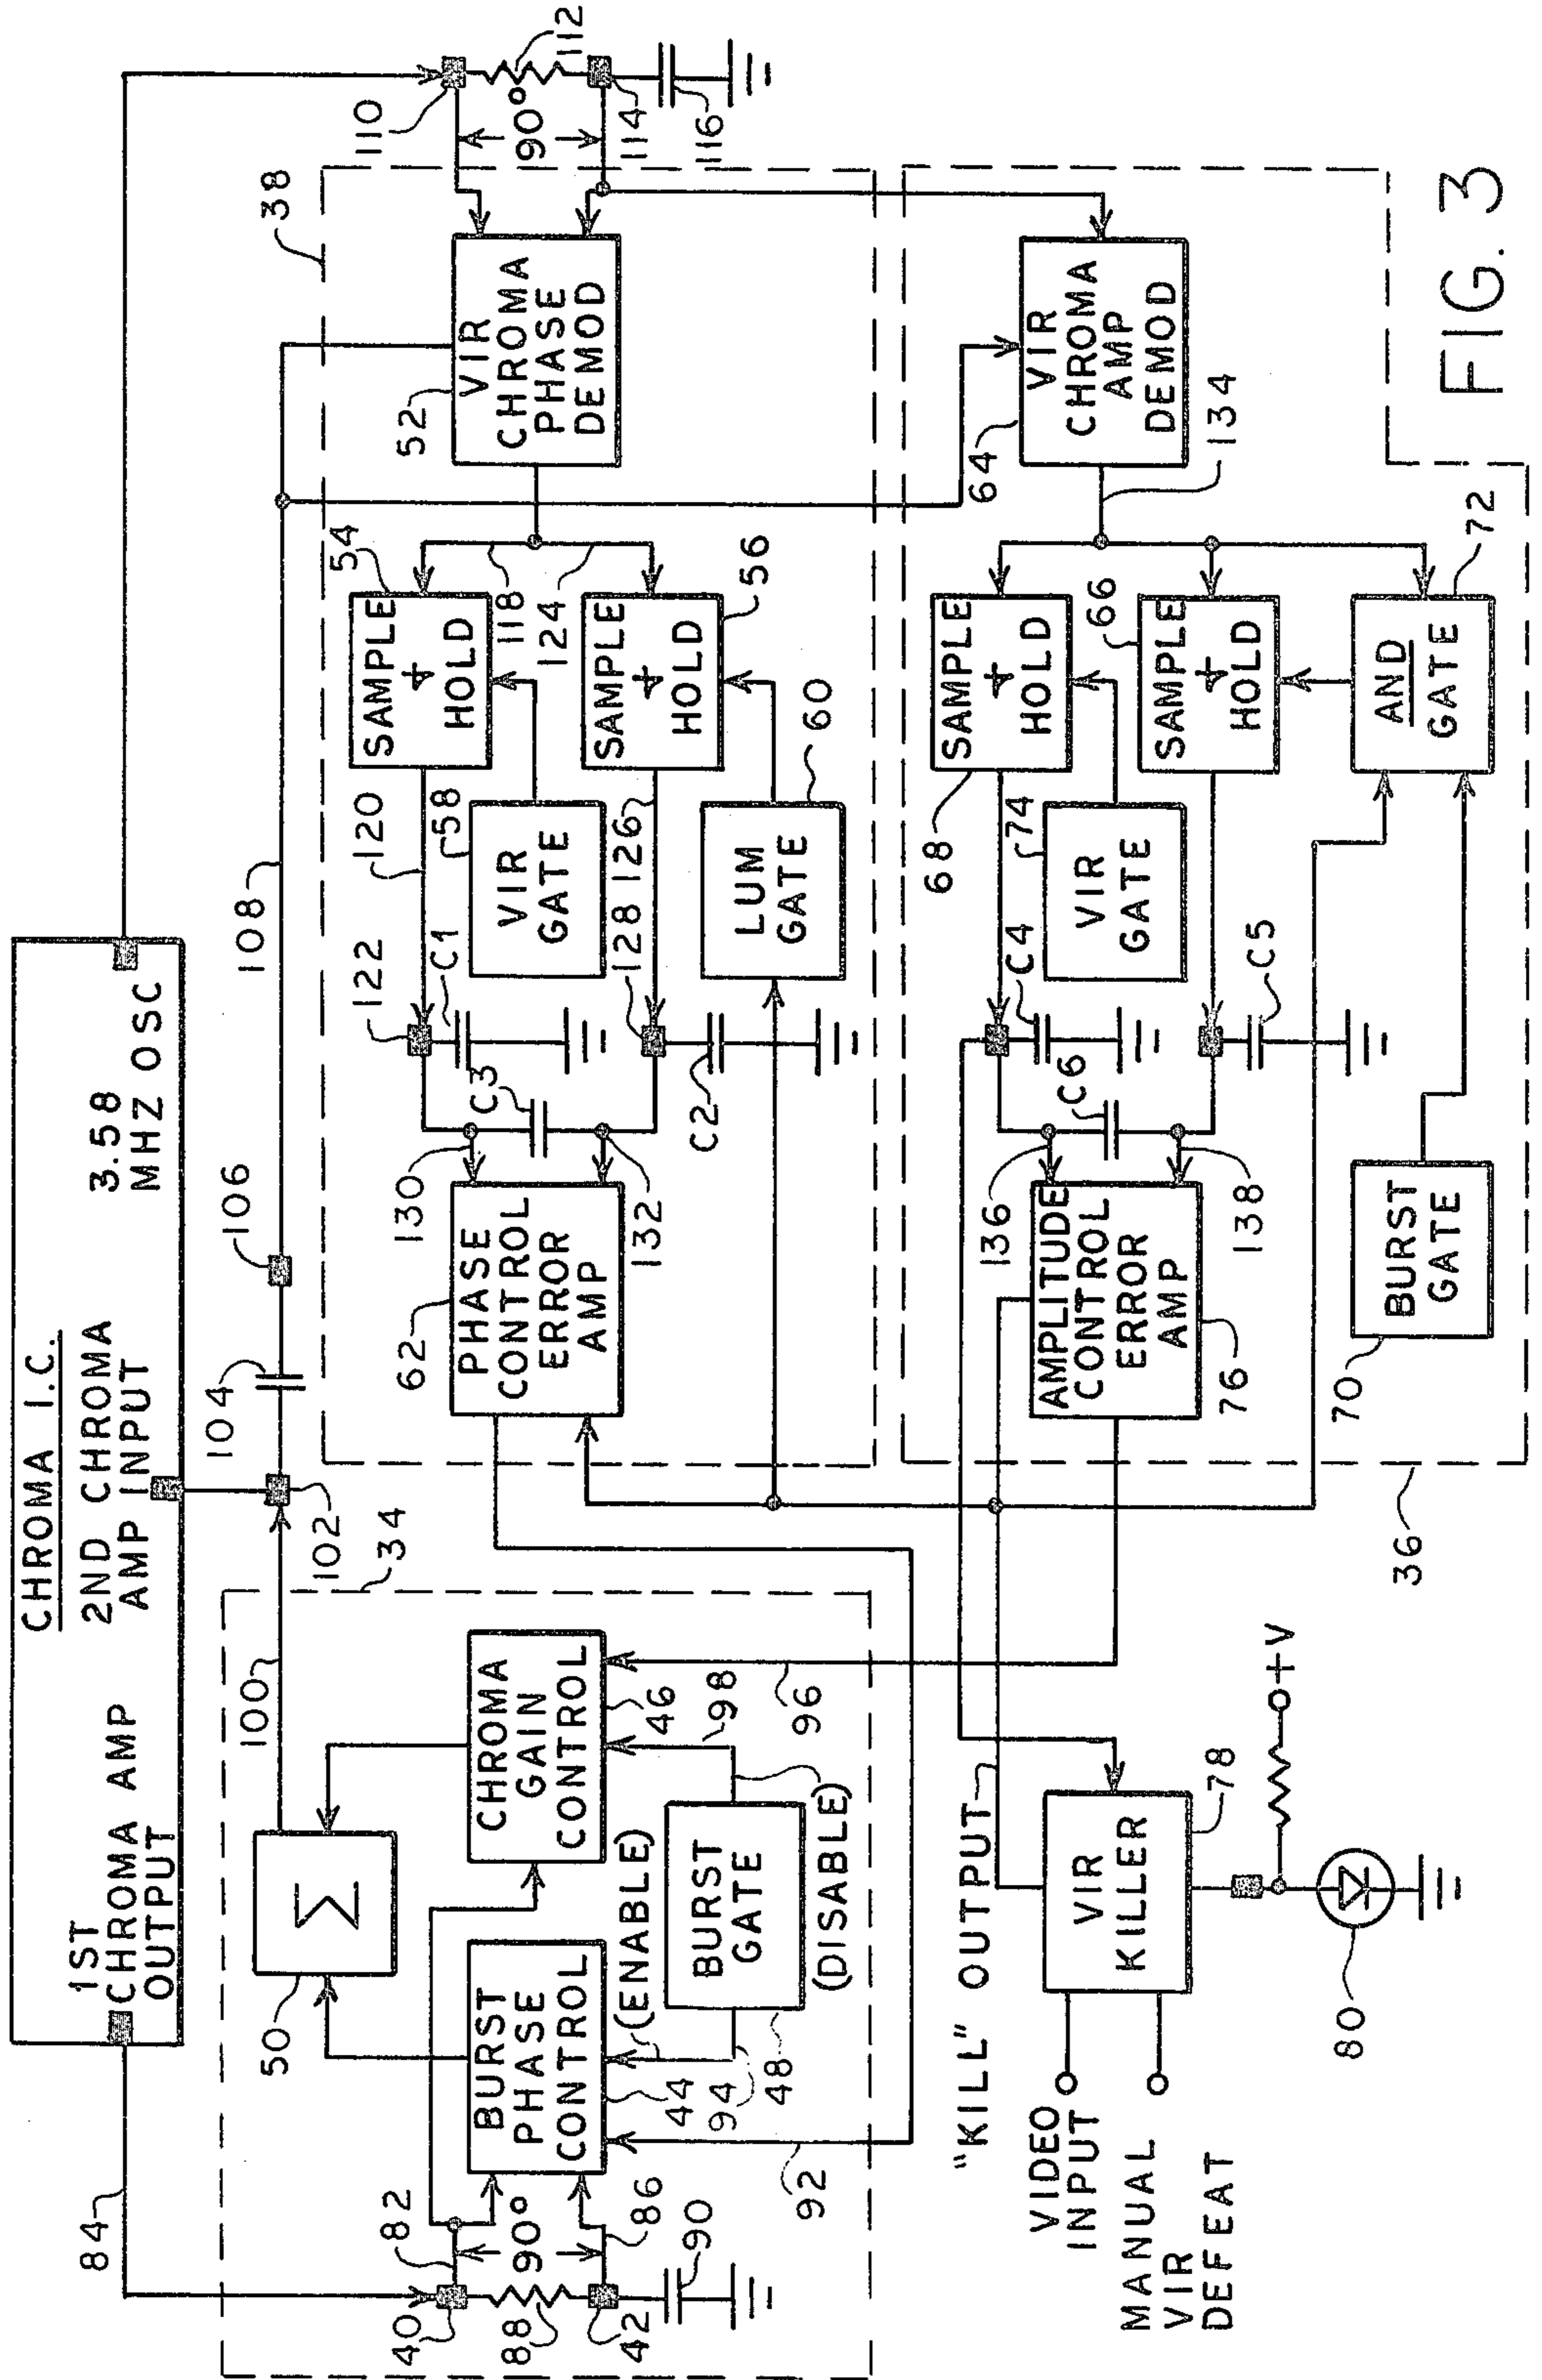 CHROMA I.C.
1ST
CHROMA AMP
OUTPUT
2ND CHROMA
AMP INPUT
3.58
MHZ OSC
84
100
102
104
106
108
110
112
90°
114
116
38
34
50
Σ
40
82
90°
88
42
86
90
BURST
PHASE
CONTROL
44
(ENABLE)
94
48
BURST
GATE
(DISABLE)
98
CHROMA
GAIN
CONTROL
46
96
92
62
PHASE
CONTROL
ERROR
AMP
130
132
C3
122
C1
120
58
VIR
GATE
54
SAMPLE
+
HOLD
118
124
SAMPLE
+
HOLD
56
128
126
C2
LUM
GATE
60
52
VIR
CHROMA
PHASE
DEMOD
"KILL" OUTPUT
VIDEO
INPUT
MANUAL
VIR
DEFEAT
VIR
KILLER
78
80
+V
36
136
AMPLITUDE
CONTROL
ERROR
AMP
76
138
C6
C4
74
VIR
GATE
68
SAMPLE
+
HOLD
66
SAMPLE
+
HOLD
C5
70
BURST
GATE
AND
GATE
72
64
VIR
CHROMA
AMP
DEMOD
134
FIG. 3